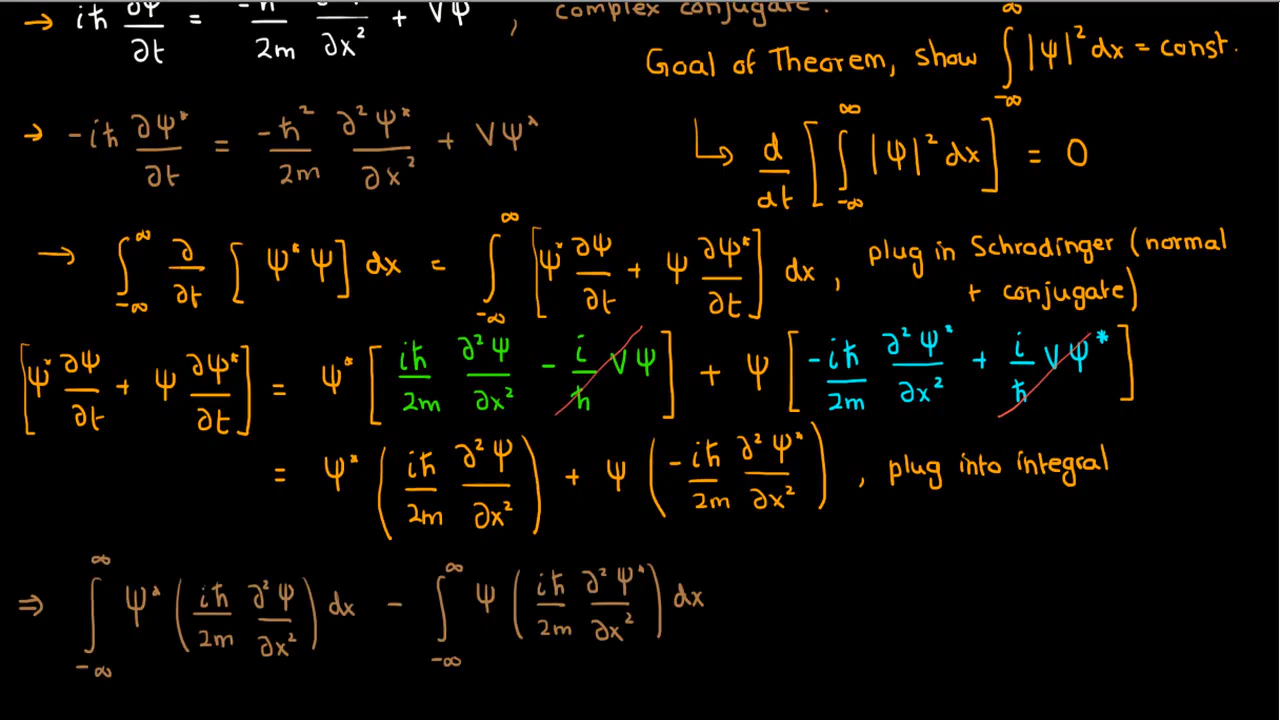 → iħ ∂Ψ/∂t = -ħ/2m ∂²Ψ/∂x² + VΨ , complex conjugate.
Goal of Theorem, show ∫_{-∞}^{∞} |Ψ|² dx = const.
→ -iħ ∂Ψ*/∂t = -ħ²/2m ∂²Ψ*/∂x² + VΨ*
↳ d/dt [∫_{-∞}^{∞} |Ψ|² dx] = 0
→ ∫_{-∞}^{∞} ∂/∂t [Ψ*Ψ] dx = ∫_{-∞}^{∞} [Ψ* ∂Ψ/∂t + Ψ ∂Ψ*/∂t] dx , plug in Schrodinger (normal
+ conjugate)
[Ψ* ∂Ψ/∂t + Ψ ∂Ψ*/∂t] = Ψ* [iħ/2m ∂²Ψ/∂x² - i/ħ VΨ] + Ψ [-iħ/2m ∂²Ψ*/∂x² + i/ħ VΨ*]
= Ψ* (iħ/2m ∂²Ψ/∂x²) + Ψ (-iħ/2m ∂²Ψ*/∂x²) , plug into integral
⇒ ∫_{-∞}^{∞} Ψ* (iħ/2m ∂²Ψ/∂x²) dx - ∫_{-∞}^{∞} Ψ (iħ/2m ∂²Ψ*/∂x²) dx